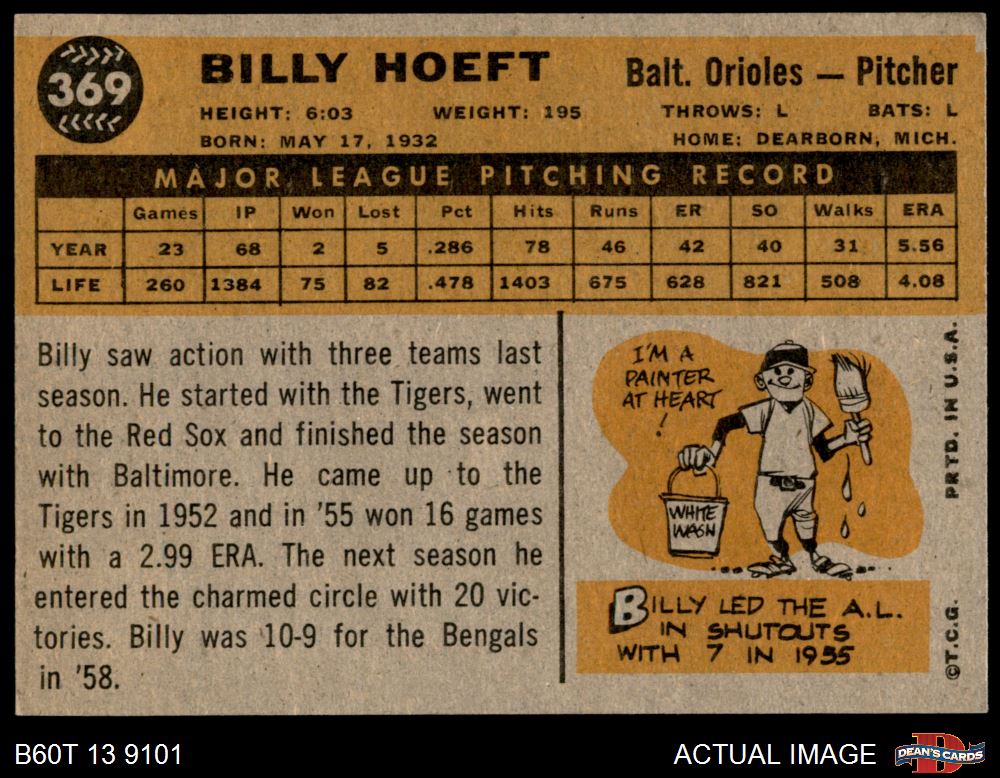 369
BILLY HOEFT
Balt. Orioles — Pitcher
HEIGHT: 6:03 WEIGHT: 195 THROWS: L BATS: L
BORN: MAY 17, 1932 HOME: DEARBORN, MICH.
MAJOR LEAGUE PITCHING RECORD
Games IP Won Lost Pct Hits Runs ER SO Walks ERA
YEAR 23 68 2 5 .286 78 46 42 40 31 5.56
LIFE 260 1384 75 82 .478 1403 675 628 821 508 4.08
Billy saw action with three teams last
season. He started with the Tigers, went
to the Red Sox and finished the season
with Baltimore. He came up to the
Tigers in 1952 and in '55 won 16 games
with a 2.99 ERA. The next season he
entered the charmed circle with 20 vic-
tories. Billy was 10-9 for the Bengals
in '58.
I'M A
PAINTER
AT HEART
!
WHITE
WASH
BILLY LED THE A.L.
IN SHUTOUTS
WITH 7 IN 1955
©T.C.G. PRTD. IN U.S.A.
B60T 13 9101
ACTUAL IMAGE
DEAN'S CARDS